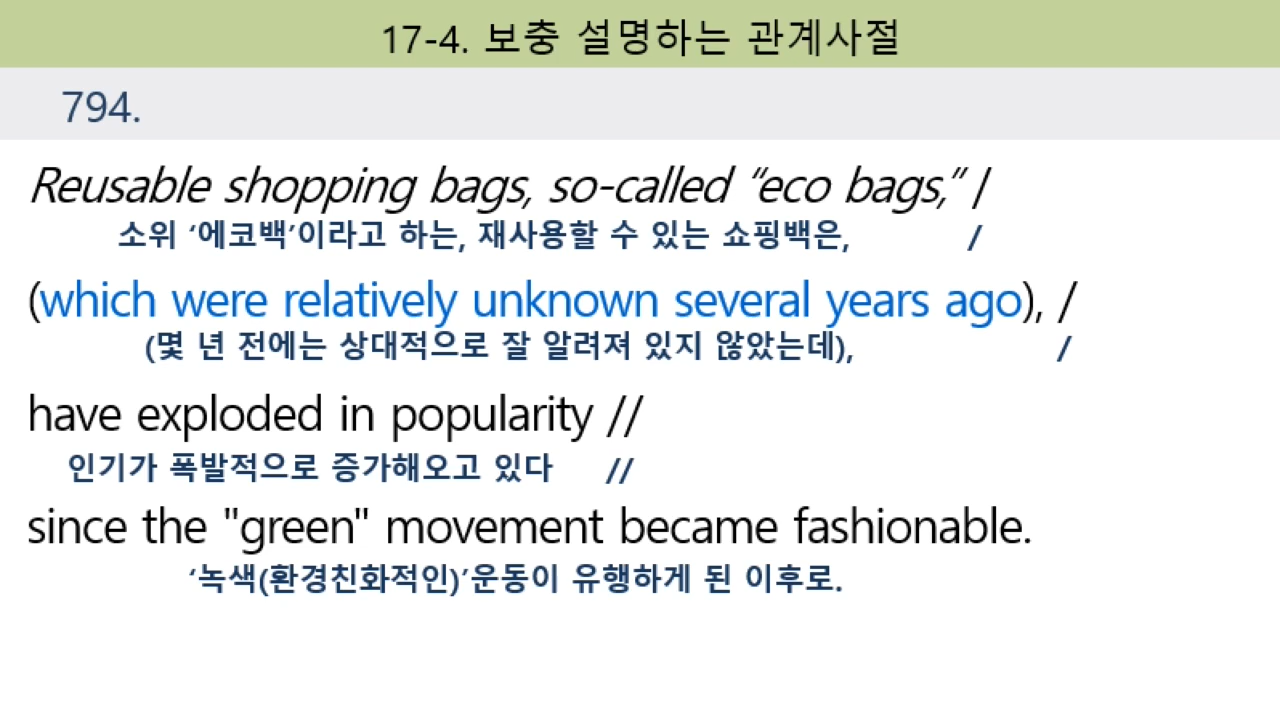 17-4. 보충 설명하는 관계사절
794.
Reusable shopping bags, so-called “eco bags,” /
소위 ‘에코백’이라고 하는, 재사용할 수 있는 쇼핑백은, /
(which were relatively unknown several years ago), /
(몇 년 전에는 상대적으로 잘 알려져 있지 않았는데), /
have exploded in popularity //
인기가 폭발적으로 증가해오고 있다 //
since the "green" movement became fashionable.
‘녹색(환경친화적인)’운동이 유행하게 된 이후로.